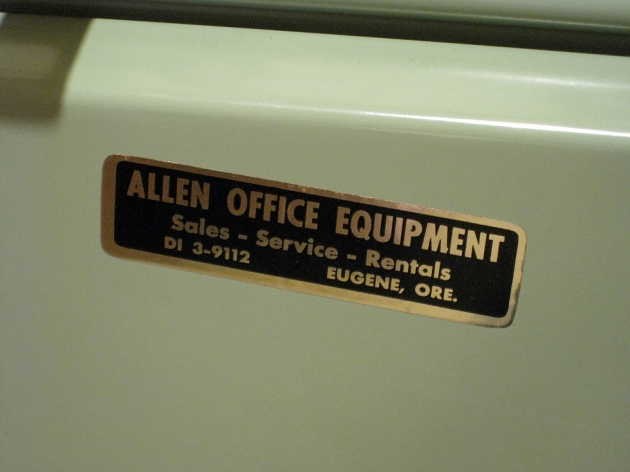 ALLEN OFFICE EQUIPMENT
Sales - Service - Rentals
DI 3-9112 EUGENE, ORE.